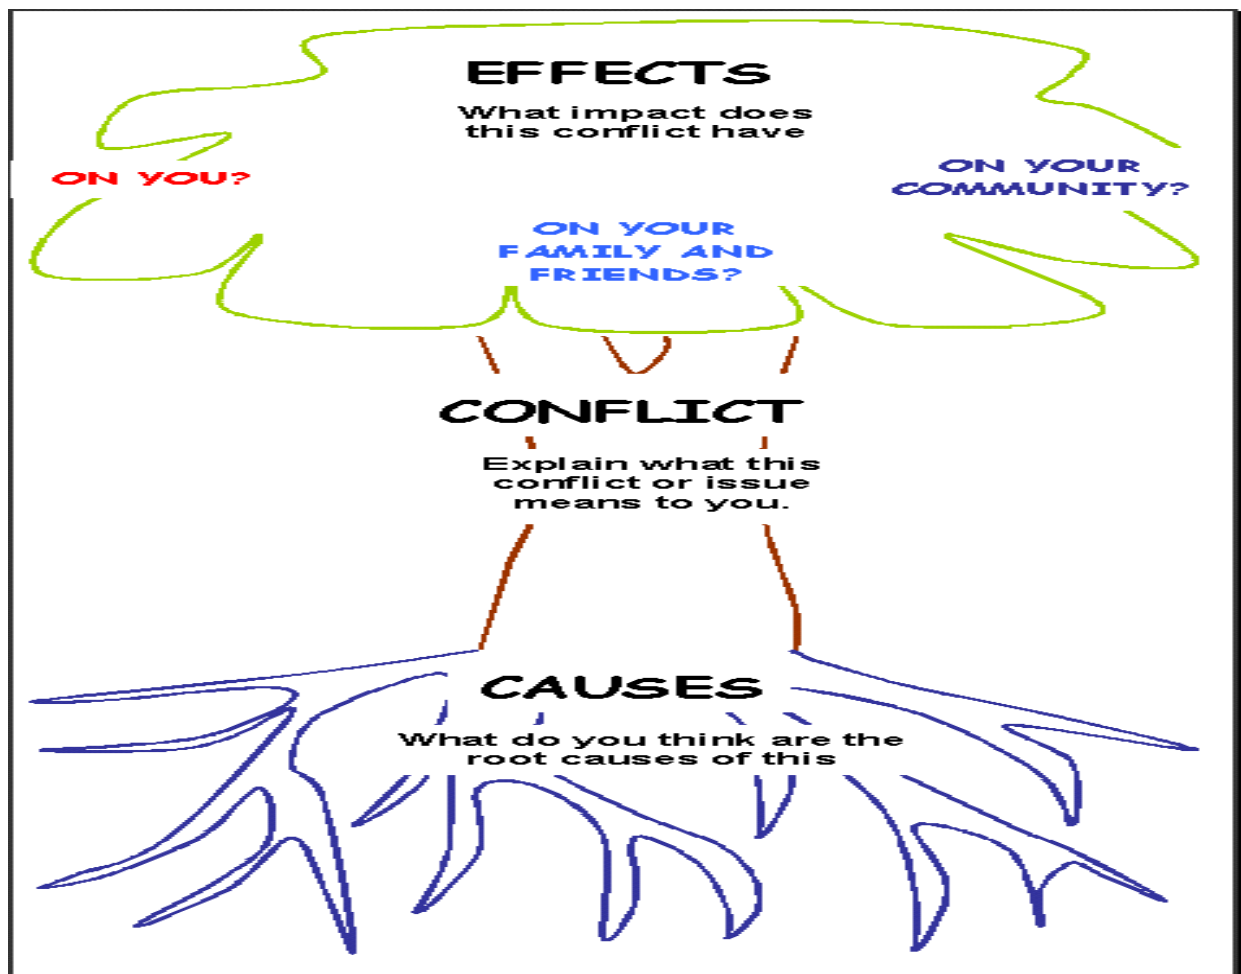 EFFECTS
What impact does
this conflict have
ON YOU?
ON YOUR
COMMUNITY?
ON YOUR
FAMILY AND
FRIENDS?
CONFLICT
Explain what this
conflict or issue
means to you.
CAUSES
What do you think are the
root causes of this